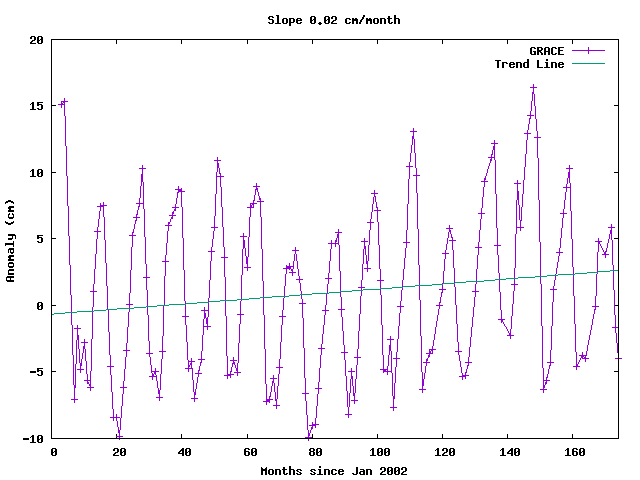 Slope 0.02 cm/month
GRACE
Trend Line
20
15
10
5
0
-5
-10
Anomaly (cm)
0 20 40 60 80 100 120 140 160
Months since Jan 2002